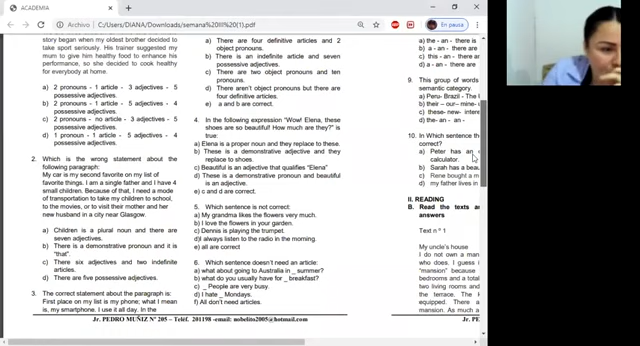 ACADEMIA
Archivo
C:/Users/DIANA/Downloads/semana%20III%20(1).pdf
En pausa
story began when my oldest brother decided to
take sport seriously. His trainer suggested my
mum to give him healthy food to enhance his
performance, so she decided to cook healthy
for everybody at home.
a) 2 pronouns - 1 article - 3 adjectives - 5
possessive adjectives.
b) 2 pronouns - 1 article - 5 adjectives - 4
possessive adjectives.
c) 2 pronouns - no article - 3 adjectives - 5
possessive adjectives.
d) 1 pronoun - 1 article - 5 adjectives - 4
possessive adjectives.
2. Which is the wrong statement about the
following paragraph:
My car is my second favorite on my list of
favorite things. I am a single father and I have 4
small children. Because of that, I need a mode
of transportation to take my children to school,
to the movies, or to visit their mother and her
new husband in a city near Glasgow.
a) Children is a plural noun and there are
seven adjectives.
b) There is a demonstrative pronoun and it is
"that".
c) There six adjectives and two indefinite
articles.
d) There are five possessive adjectives.
3. The correct statement about the paragraph is:
First place on my list is my phone; what I mean
is, my smartphone. I use it all day. In the
a) There are four definitive articles and 2
object pronouns.
b) There is an indefinite article and seven
possessive adjectives.
c) There are two object pronouns and ten
pronouns.
d) There aren't object pronouns but there are
four definitive articles.
e) a and b are correct.
4. In the following expression "Wow! Elena, these
shoes are so beautiful! How much are they?" is
true:
a) Elena is a proper noun and they replace to these.
b) These is a demonstrative adjective and they
replace to shoes.
c) Beautiful is an adjective that qualifies "Elena"
d) These is a demonstrative pronoun and beautiful
is an adjective.
e) c and d are correct.
5. Which sentence is not correct?
a) My grandma likes the flowers very much.
b) I love the flowers in your garden.
c) Dennis is playing the trumpet.
d) I always listen to the radio in the morning.
e) all are correct
6. Which sentence doesn't need an article?
a) what about going to Australia in _ summer?
b) what do you usually have for _ breakfast?
c) _ People are very busy.
d) I hate _ Mondays.
f) All don't need articles.
a) the - an - there is
b) a - an - there are
c) this - an - there
d) a - an - there are
9. This group of words
semantic category.
a) Peru- Brazil - The
b) their – our- mine -
c) these- new- inter
d) the- an - an -
10. In Which sentence th
correct?
a) Peter has an
calculator.
b) Sarah has a beau
c) Rene bought a m
d) my father lives in
II. READING
B. Read the texts a
answers
Text n º 1
My uncle's house
I do not own a man
who does. I guess I
"mansion" because
bedrooms and a total
two living rooms and
the terrace. The
equipped. There a
mansion. As much a
Jr. PEDRO MUÑIZ Nº 205 – Teléf. 201198 -email: nobelito2005@hotmail.com
Jr. PE